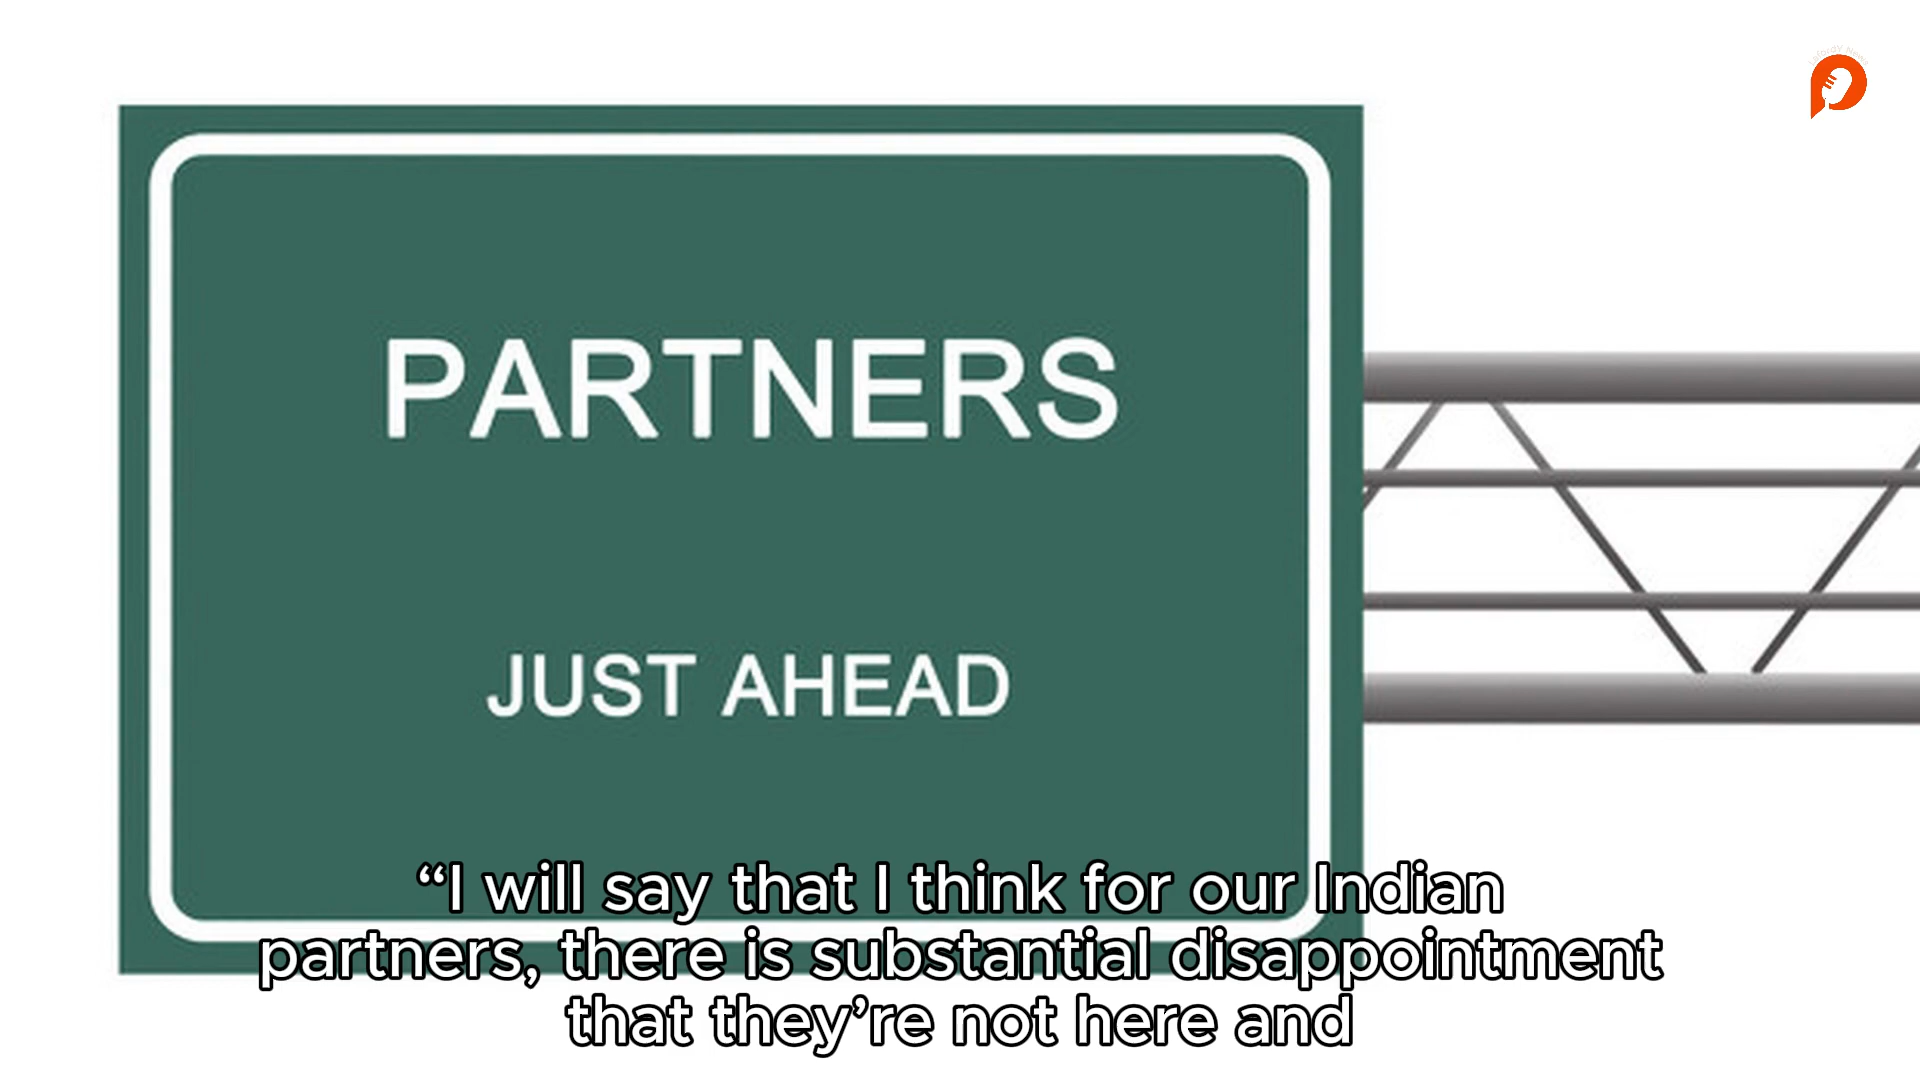 PARTNERS
JUST AHEAD
“I will say that I think for our Indian
partners, there is substantial disappointment
that they’re not here and